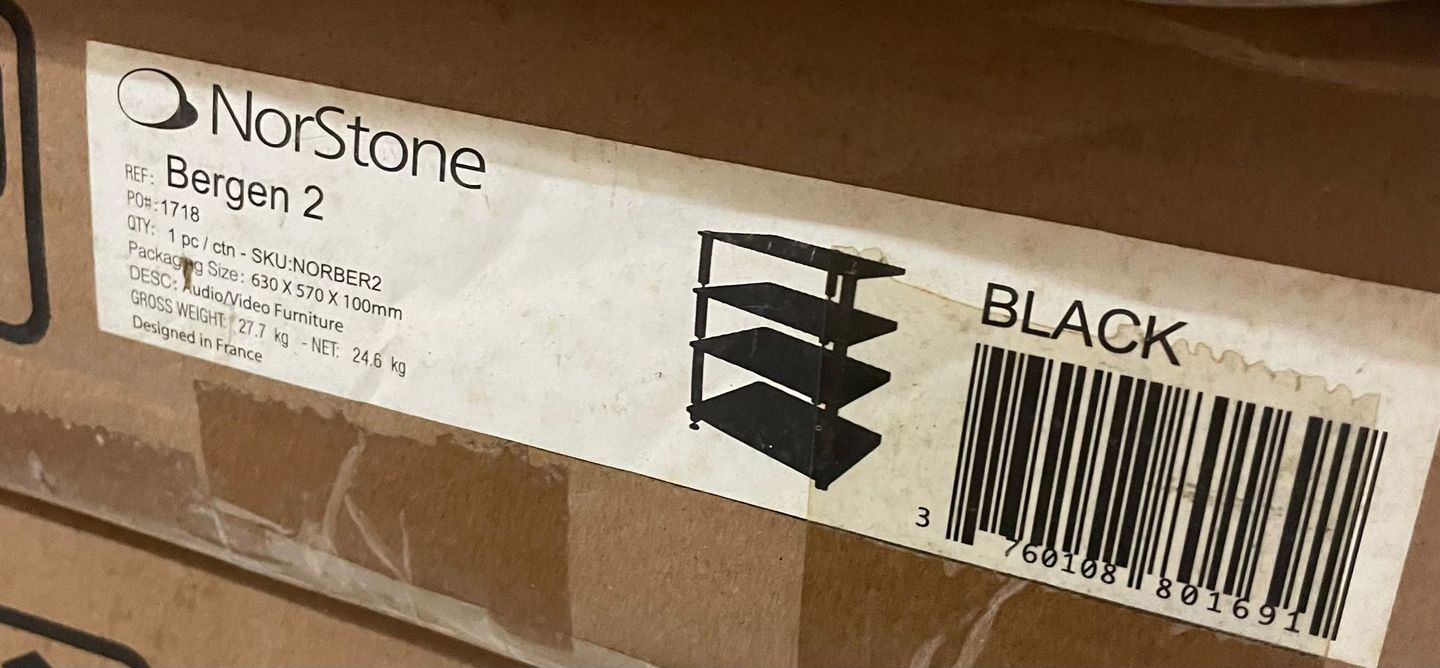 NorStone
REF: Bergen 2
PO#:1718
QTY: 1 pc / ctn - SKU:NORBER2
Packaging Size: 630 X 570 X 100mm
DESC: Audio/Video Furniture
GROSS WEIGHT: 27.7 kg - NET: 24.6 kg
Designed in France
BLACK
3 760108 801691